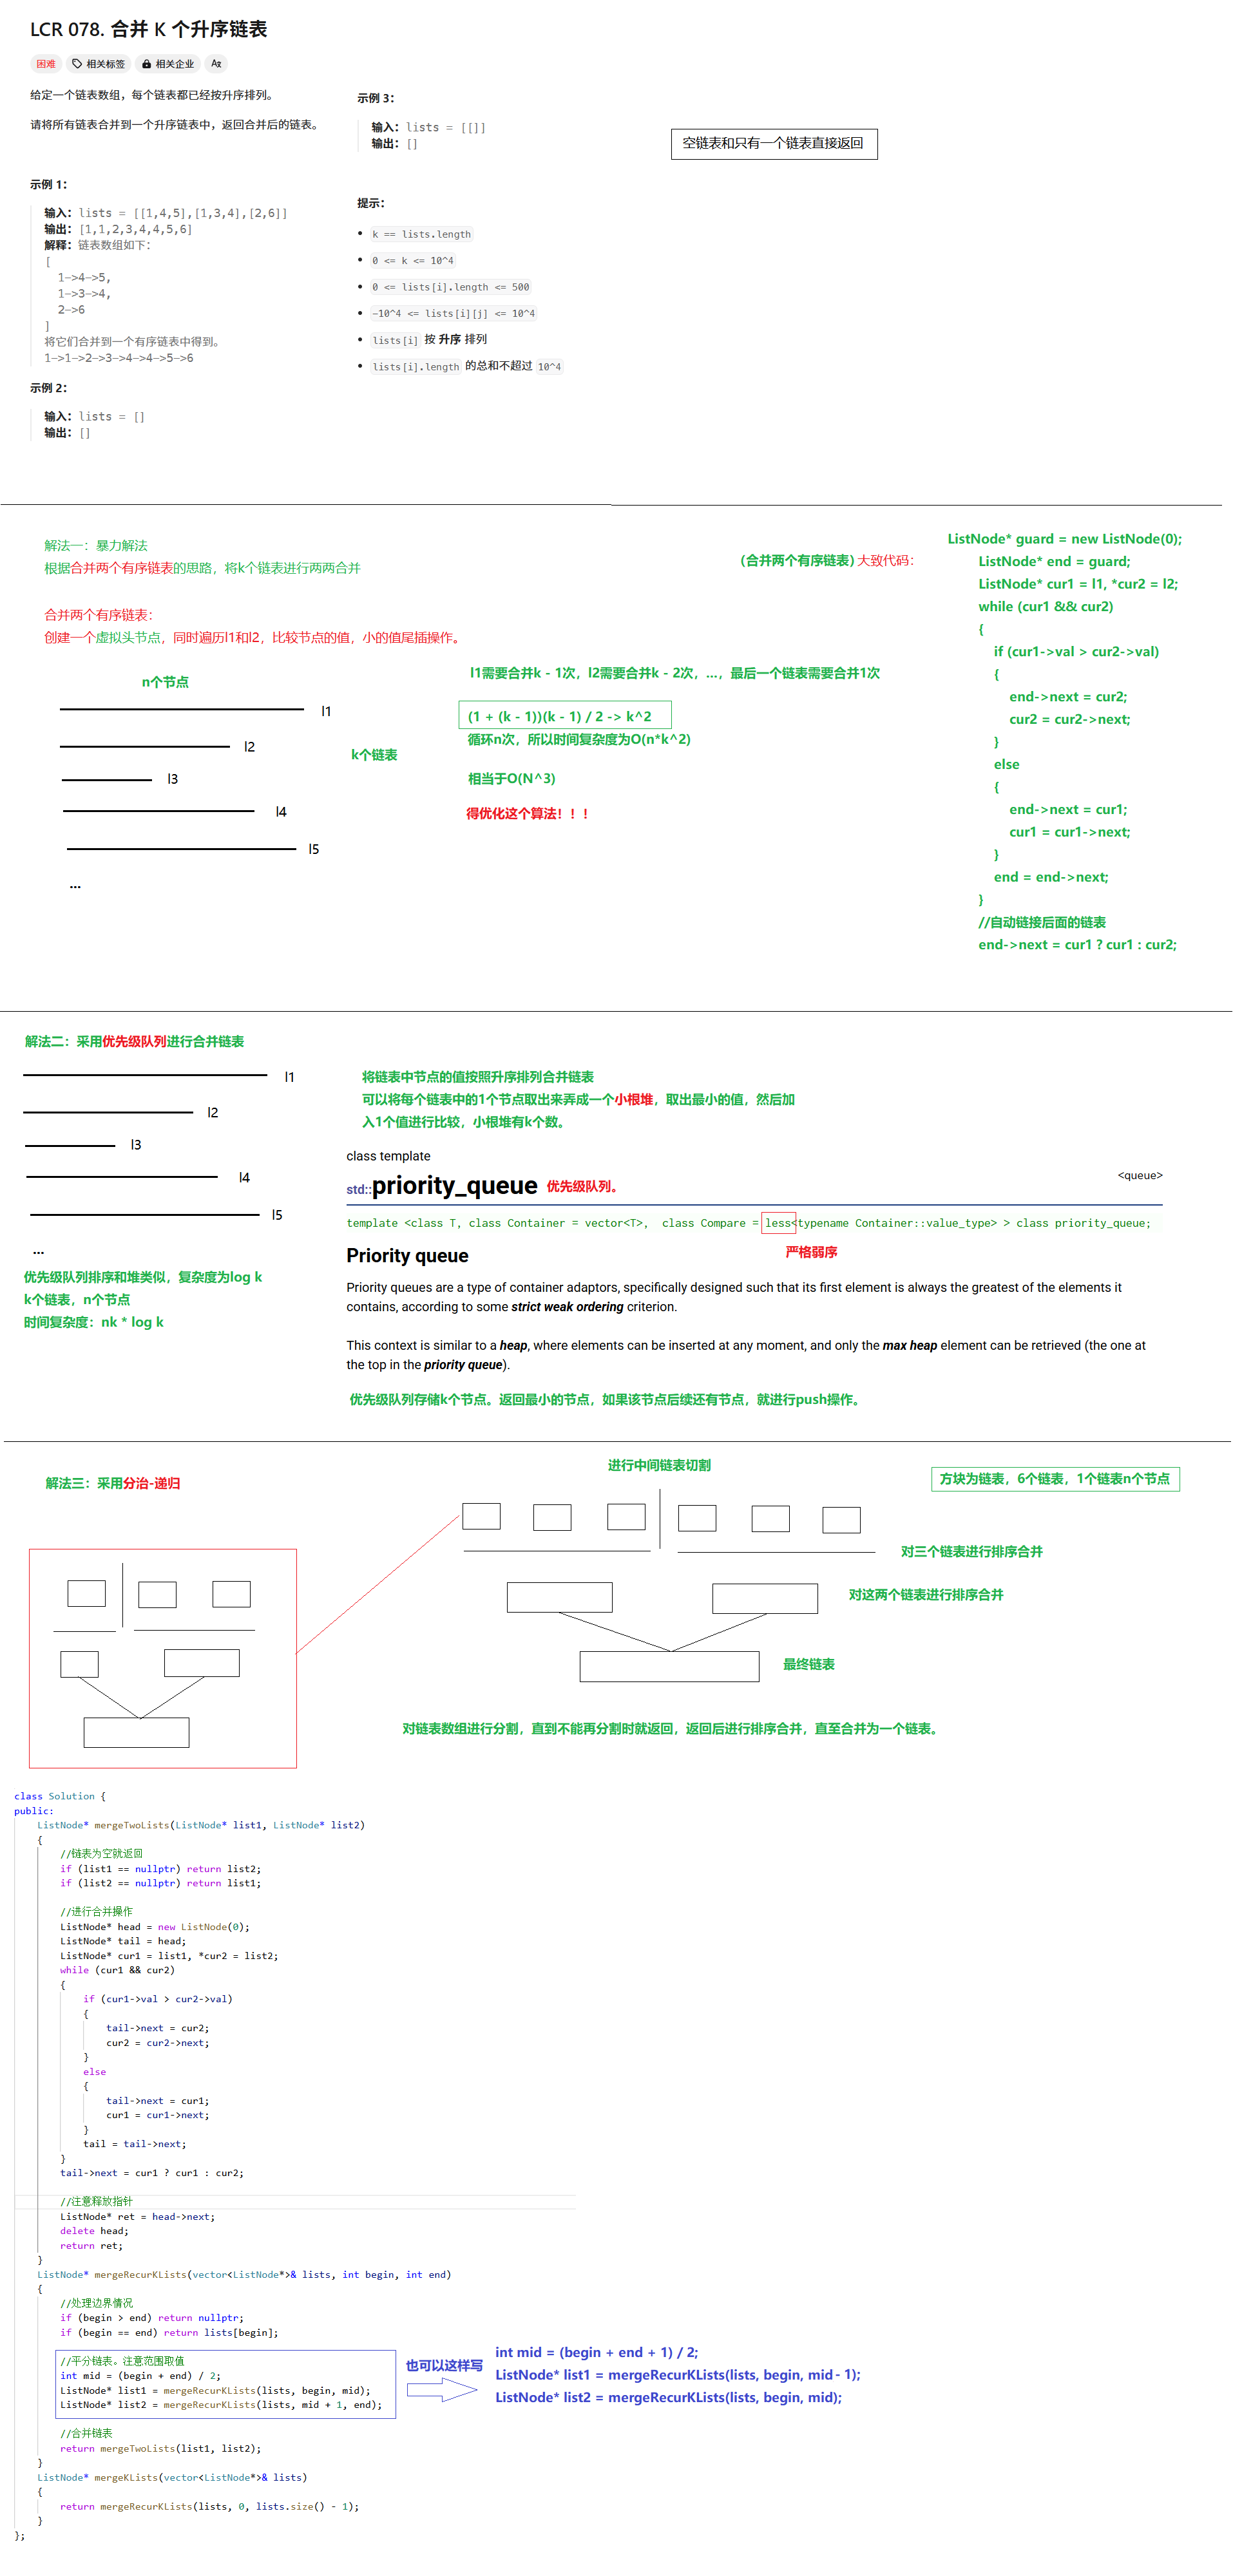 LCR 078. 合并 K 个升序链表
困难 相关标签 相关企业
给定一个链表数组，每个链表都已经按升序排列。
请将所有链表合并到一个升序链表中，返回合并后的链表。
示例 1：
输入：lists = [[1,4,5],[1,3,4],[2,6]]
输出：[1,1,2,3,4,4,5,6]
解释：链表数组如下：
[
1->4->5,
1->3->4,
2->6
]
将它们合并到一个有序链表中得到。
1->1->2->3->4->4->5->6
示例 2：
输入：lists = []
输出：[]
示例 3：
输入：lists = [[]]
输出：[]
提示：
k == lists.length
0 <= k <= 10^4
0 <= lists[i].length <= 500
-10^4 <= lists[i][j] <= 10^4
lists[i] 按 升序 排列
lists[i].length 的总和不超过 10^4
空链表和只有一个链表直接返回
解法一：暴力解法
根据合并两个有序链表的思路，将k个链表进行两两合并
合并两个有序链表：
创建一个虚拟头节点，同时遍历l1和l2，比较节点的值，小的值尾插操作。
n个节点
l1
l2
l3
l4
l5
...
k个链表
l1需要合并k - 1次，l2需要合并k - 2次，...，最后一个链表需要合并1次
(1 + (k - 1))(k - 1) / 2 -> k^2
循环n次，所以时间复杂度为O(n*k^2)
相当于O(N^3)
得优化这个算法！！！
(合并两个有序链表) 大致代码：
ListNode* guard = new ListNode(0);
ListNode* end = guard;
ListNode* cur1 = l1, *cur2 = l2;
while (cur1 && cur2)
{
if (cur1->val > cur2->val)
{
end->next = cur2;
cur2 = cur2->next;
}
else
{
end->next = cur1;
cur1 = cur1->next;
}
end = end->next;
}
//自动链接后面的链表
end->next = cur1 ? cur1 : cur2;
解法二：采用优先级队列进行合并链表
l1
l2
l3
l4
l5
...
优先级队列排序和堆类似，复杂度为log k
k个链表，n个节点
时间复杂度：nk * log k
将链表中节点的值按照升序排列合并链表
可以将每个链表中的1个节点取出来弄成一个小根堆，取出最小的值，然后加
入1个值进行比较，小根堆有k个数。
class template
<queue>
std::priority_queue 优先级队列。
template <class T, class Container = vector<T>, class Compare = less<typename Container::value_type> > class priority_queue;
严格弱序
Priority queue
Priority queues are a type of container adaptors, specifically designed such that its first element is always the greatest of the elements it
contains, according to some strict weak ordering criterion.
This context is similar to a heap, where elements can be inserted at any moment, and only the max heap element can be retrieved (the one at
the top in the priority queue).
优先级队列存储k个节点。返回最小的节点，如果该节点后续还有节点，就进行push操作。
解法三：采用分治-递归
进行中间链表切割
方块为链表，6个链表，1个链表n个节点
对三个链表进行排序合并
对这两个链表进行排序合并
最终链表
对链表数组进行分割，直到不能再分割时就返回，返回后进行排序合并，直至合并为一个链表。
class Solution {
public:
ListNode* mergeTwoLists(ListNode* list1, ListNode* list2)
{
//链表为空就返回
if (list1 == nullptr) return list2;
if (list2 == nullptr) return list1;
//进行合并操作
ListNode* head = new ListNode(0);
ListNode* tail = head;
ListNode* cur1 = list1, *cur2 = list2;
while (cur1 && cur2)
{
if (cur1->val > cur2->val)
{
tail->next = cur2;
cur2 = cur2->next;
}
else
{
tail->next = cur1;
cur1 = cur1->next;
}
tail = tail->next;
}
tail->next = cur1 ? cur1 : cur2;
//注意释放指针
ListNode* ret = head->next;
delete head;
return ret;
}
ListNode* mergeRecurKLists(vector<ListNode*>& lists, int begin, int end)
{
//处理边界情况
if (begin > end) return nullptr;
if (begin == end) return lists[begin];
//平分链表。注意范围取值
int mid = (begin + end) / 2;
ListNode* list1 = mergeRecurKLists(lists, begin, mid);
ListNode* list2 = mergeRecurKLists(lists, mid + 1, end);
也可以这样写
int mid = (begin + end + 1) / 2;
ListNode* list1 = mergeRecurKLists(lists, begin, mid - 1);
ListNode* list2 = mergeRecurKLists(lists, begin, mid);
//合并链表
return mergeTwoLists(list1, list2);
}
ListNode* mergeKLists(vector<ListNode*>& lists)
{
return mergeRecurKLists(lists, 0, lists.size() - 1);
}
};